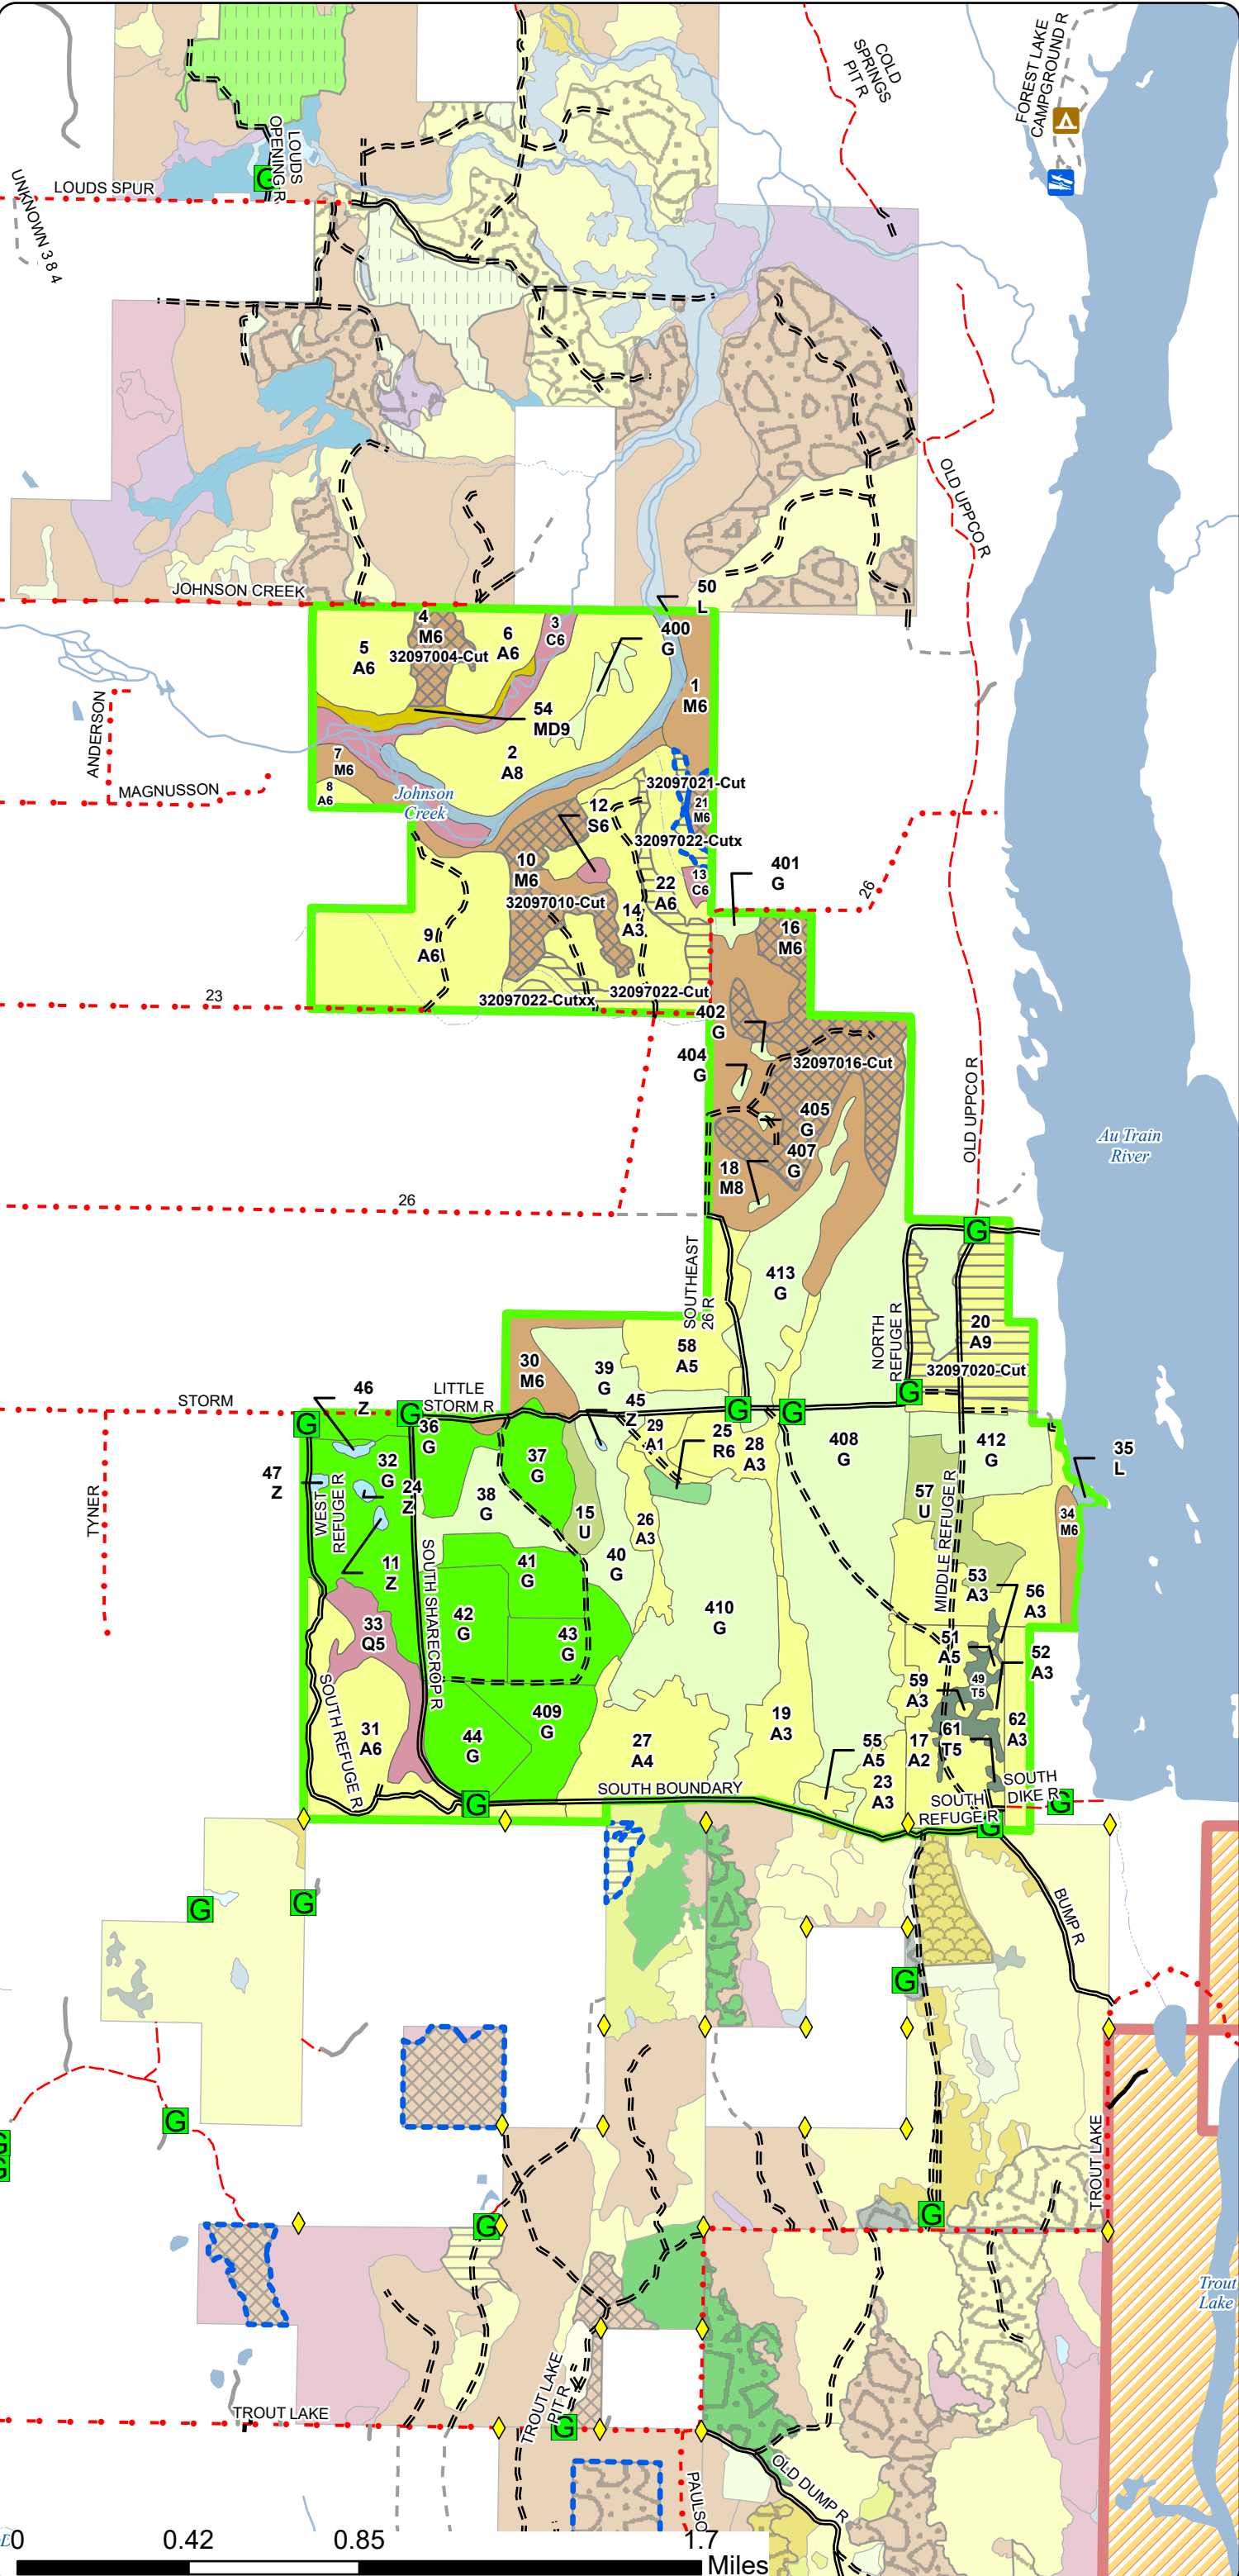 FOREST LAKE
CAMPGROUND R
COLD
SPRINGS
PIT R
LOUDS
OPENING R
G
LOUDS SPUR
UNKNOWN 3 8 4
OLD UPPCO R
JOHNSON CREEK
50
L
4
M6
3
C6
400
G
5
A6
6
A6
32097004-Cut
1
M6
54
MD9
ANDERSON
2
A8
7
M6
8
A6
MAGNUSSON
Johnson
Creek
32097021-Cut
21
M6
12
S6
32097022-Cutx
10
M6
13
C6
401
G
22
A6
26
32097010-Cut
14
A3
16
M6
9
A6
23
32097022-Cutxx
32097022-Cut
402
G
404
G
32097016-Cut
405
G
407
G
18
M8
OLD UPPCO R
Au Train
River
26
G
SOUTHEAST
26 R
413
G
NORTH
REFUGE R
20
A9
58
A5
30
M6
39
G
32097020-Cut
STORM
46
Z
LITTLE
STORM R
45
Z
G
G
G
G
G
36
G
29
A1
25
R6
28
A3
408
G
412
G
35
L
37
G
32
G
47
Z
24
Z
38
G
WEST
REFUGE R
TYNER
15
U
26
A3
57
U
34
M6
MIDDLE REFUGE R
11
Z
SOUTH SHARECROP R
41
G
40
G
53
A3
56
A3
42
G
410
G
33
Q5
43
G
51
A5
52
A3
49
T5
59
A3
SOUTH REFUGE R
31
A6
409
G
44
G
27
A4
19
A3
55
A5
17
A2
61
T5
62
A3
23
A3
SOUTH BOUNDARY
SOUTH
DIKE R
SOUTH
REFUGE R
G
G
G
G
G
BUMP R
G
G
G
G
TROUT LAKE
G
G
Trout
Lake
TROUT LAKE
PIT R
TROUT LAKE
G
OLD DUMP R
PAULSO
0
0.42
0.85
1.7
Miles